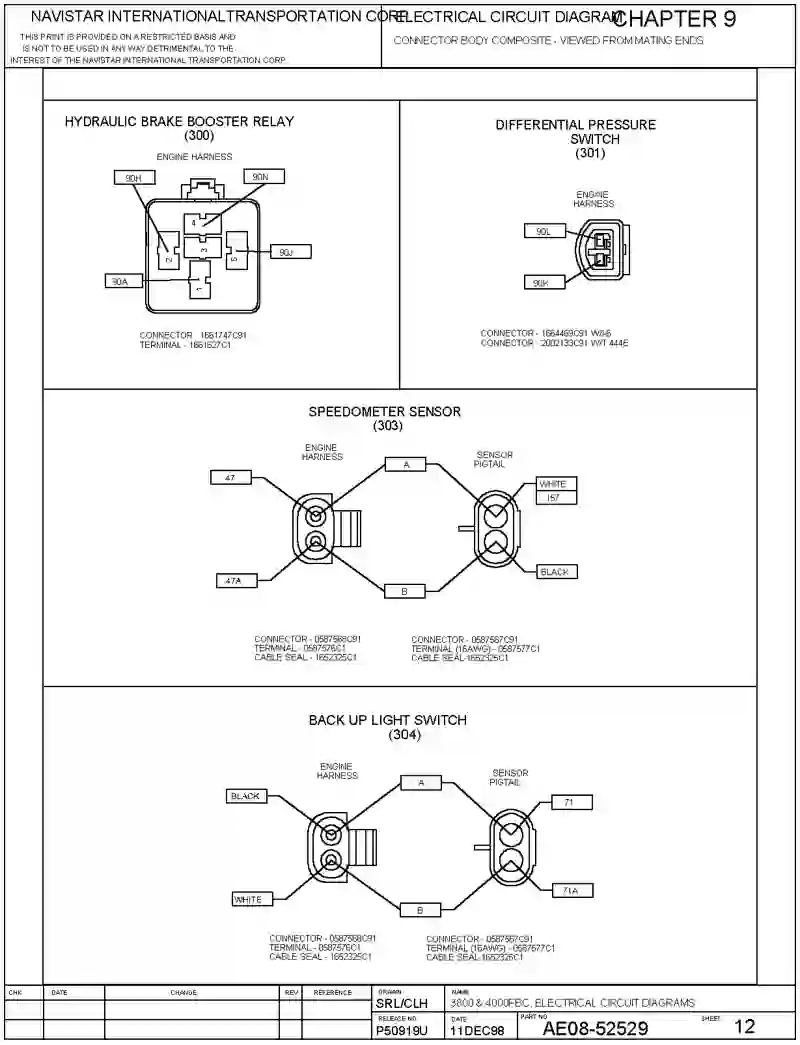 NAVISTAR INTERNATIONAL TRANSPORTATION CORP.
THIS PRINT IS PROVIDED ON A RESTRICTED BASIS AND
IS NOT TO BE USED IN ANY WAY DETRIMENTAL TO THE
INTEREST OF THE NAVISTAR INTERNATIONAL TRANSPORTATION CORP.
ELECTRICAL CIRCUIT DIAGRAM
CHAPTER 9
CONNECTOR BODY COMPOSITE - VIEWED FROM MATING ENDS
HYDRAULIC BRAKE BOOSTER RELAY
(300)
ENGINE HARNESS
90H
90N
4
2
3
5
90J
90A
1
CONNECTOR 1661747C91
TERMINAL - 1661627C1
DIFFERENTIAL PRESSURE
SWITCH
(301)
ENGINE
HARNESS
90L
90K
CONNECTOR - 1664469C91 W/I-6
CONNECTOR - 2002133C91 W/T 444E
SPEEDOMETER SENSOR
(303)
ENGINE
HARNESS
SENSOR
PIGTAIL
47
A
WHITE
157
47A
B
BLACK
CONNECTOR - 0587568C91
TERMINAL - 0587576C1
CABLE SEAL - 1652325C1
CONNECTOR - 0587567C91
TERMINAL (16AWG) - 0587577C1
CABLE SEAL-1652325C1
BACK UP LIGHT SWITCH
(304)
ENGINE
HARNESS
SENSOR
PIGTAIL
BLACK
A
71
WHITE
B
71A
CONNECTOR - 0587568C91
TERMINAL - 0587576C1
CABLE SEAL - 1652325C1
CONNECTOR - 0587567C91
TERMINAL (16AWG) - 0587577C1
CABLE SEAL-1652325C1
CHK
DATE
CHANGE
REV
REFERENCE
DRAWN
SRL/CLH
NAME
3800 & 4000FBC, ELECTRICAL CIRCUIT DIAGRAMS
RELEASE NO.
P50919U
DATE
11DEC98
PART NO.
AE08-52529
SHEET
12